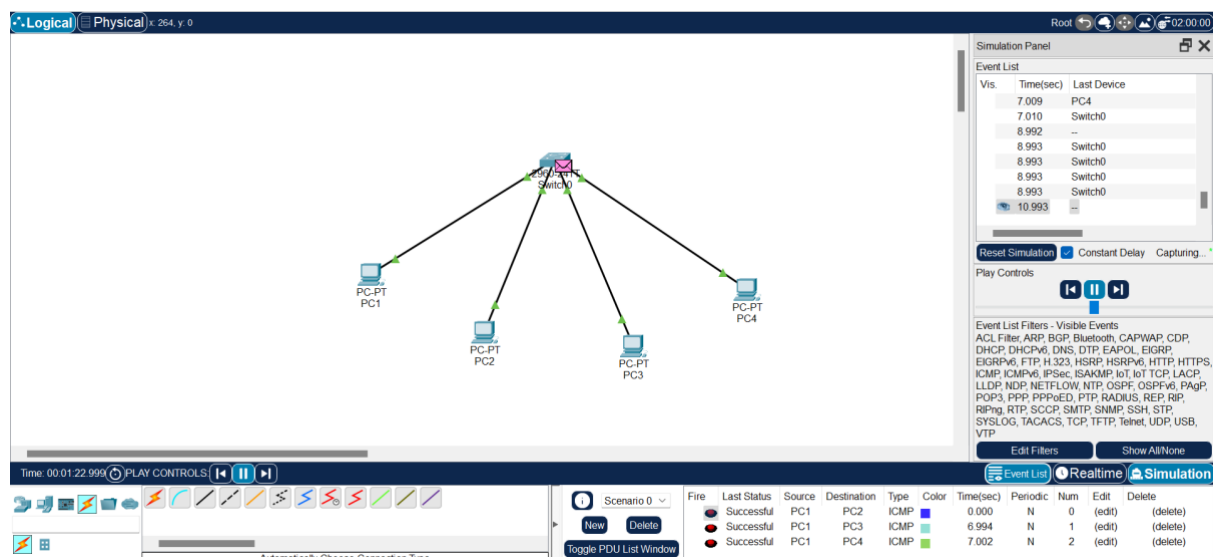 Logical Physical x: 264, y: 0 Root 02:00:00
Simulation Panel
Event List
Vis. Time(sec) Last Device
7.009 PC4
7.010 Switch0
8.992 --
8.993 Switch0
8.993 Switch0
8.993 Switch0
8.993 Switch0
10.993 --
Reset Simulation Constant Delay Capturing...
Play Controls
Event List Filters - Visible Events
ACL Filter, ARP, BGP, Bluetooth, CAPWAP, CDP,
DHCP, DHCPv6, DNS, DTP, EAPOL, EIGRP,
EIGRPv6, FTP, H.323, HSRP, HSRPv6, HTTP, HTTPS,
ICMP, ICMPv6, IPSec, ISAKMP, IoT, IoT TCP, LACP,
LLDP, NDP, NETFLOW, NTP, OSPF, OSPFv6, PAgP,
POP3, PPP, PPPoED, PTP, RADIUS, REP, RIP,
RIPng, RTP, SCCP, SMTP, SNMP, SSH, STP,
SYSLOG, TACACS, TCP, TFTP, Telnet, UDP, USB,
VTP
Edit Filters Show All/None
Switch0
PC-PT
PC1
PC-PT
PC2
PC-PT
PC3
PC-PT
PC4
Time: 00:01:22.999 PLAY CONTROLS: Event List Realtime Simulation
Scenario 0
New Delete
Toggle PDU List Window
Fire Last Status Source Destination Type Color Time(sec) Periodic Num Edit Delete
Successful PC1 PC2 ICMP 0.000 N 0 (edit) (delete)
Successful PC1 PC3 ICMP 6.994 N 1 (edit) (delete)
Successful PC1 PC4 ICMP 7.002 N 2 (edit) (delete)